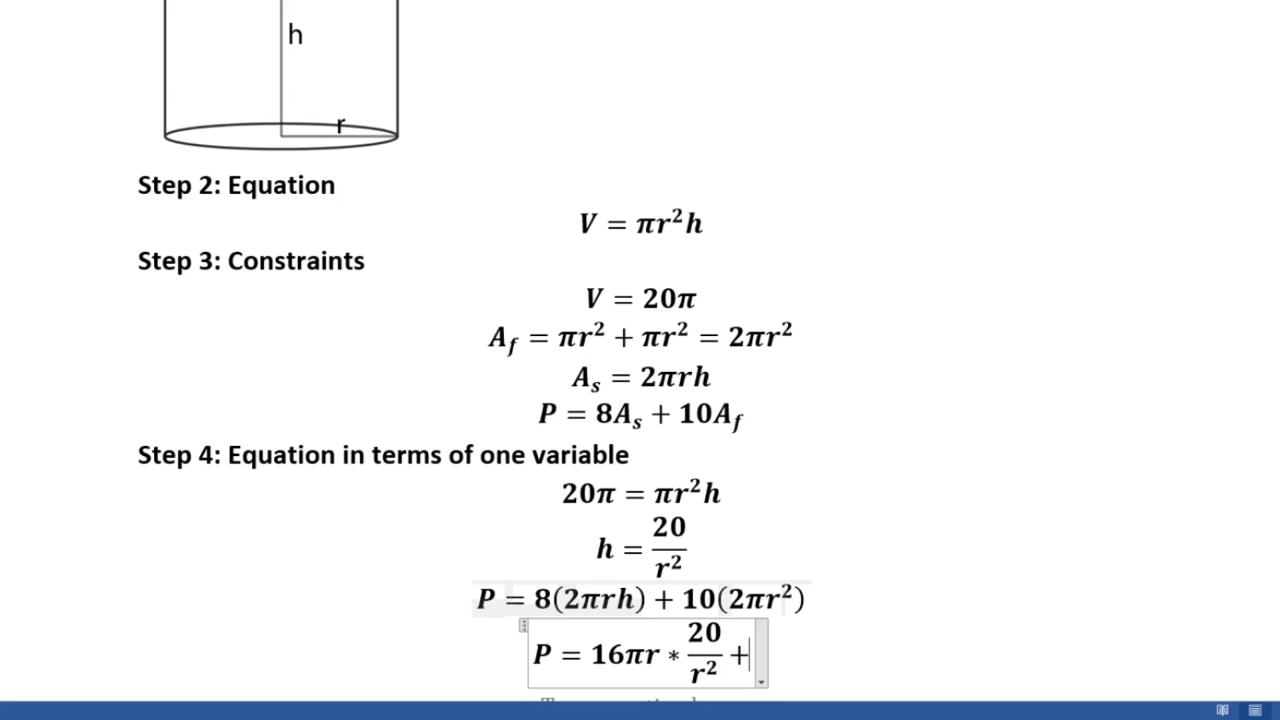 h
r
Step 2: Equation
V = πr²h
Step 3: Constraints
V = 20π
A_f = πr² + πr² = 2πr²
A_s = 2πrh
P = 8A_s + 10A_f
Step 4: Equation in terms of one variable
20π = πr²h
h = 20/r²
P = 8(2πrh) + 10(2πr²)
P = 16πr * 20/r² +